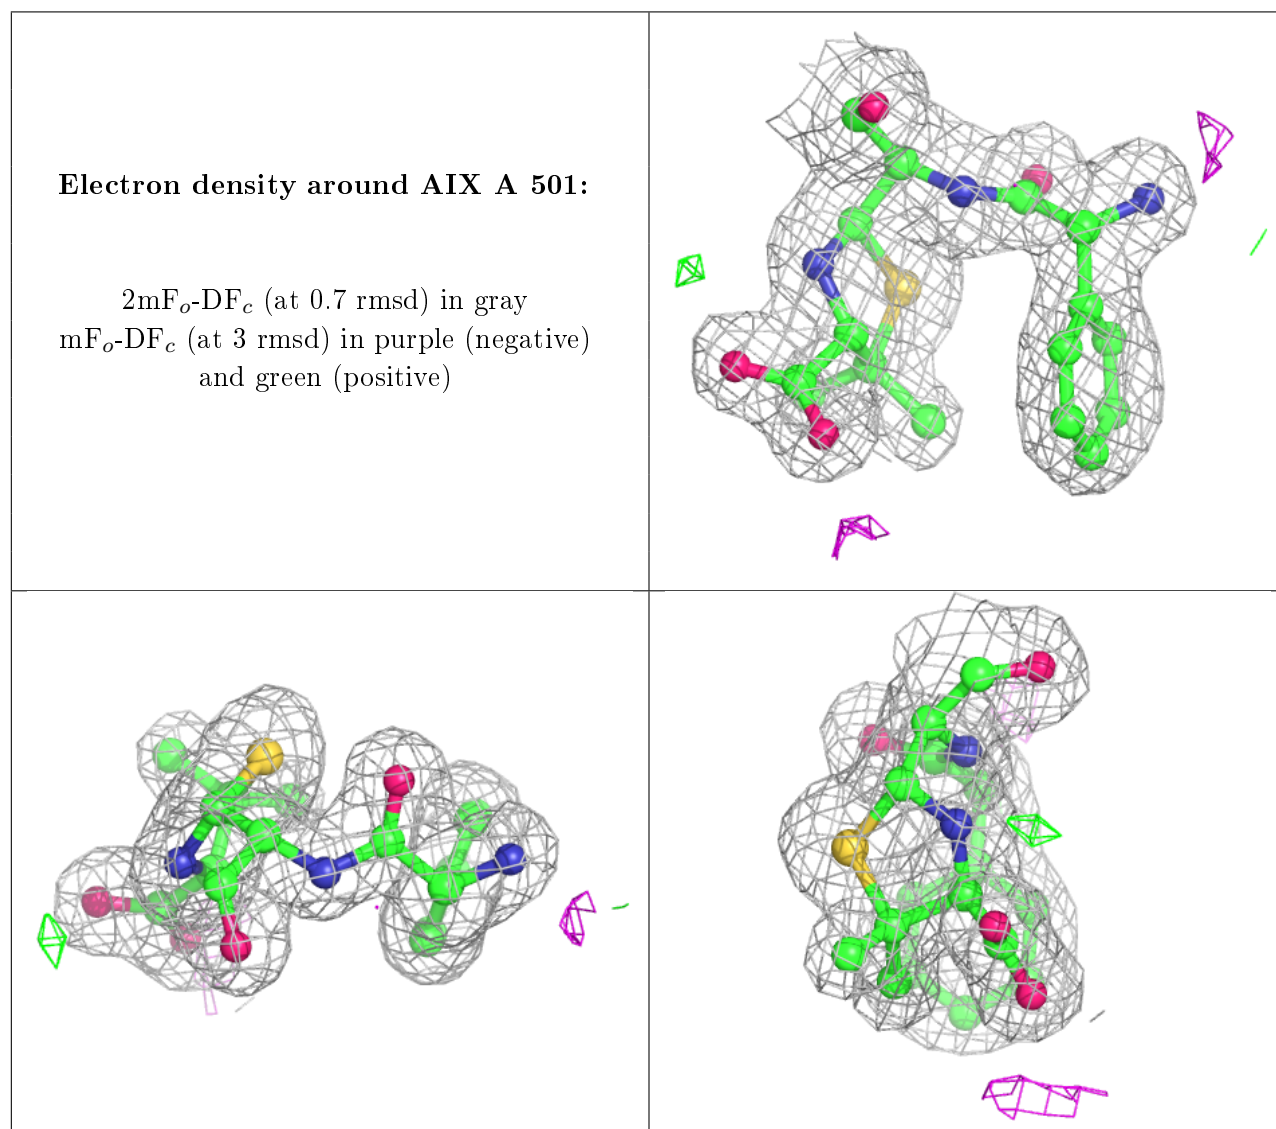 Electron density around AIX A 501:
2mFₒ-DF𝑐 (at 0.7 rmsd) in gray
mFₒ-DF𝑐 (at 3 rmsd) in purple (negative)
and green (positive)